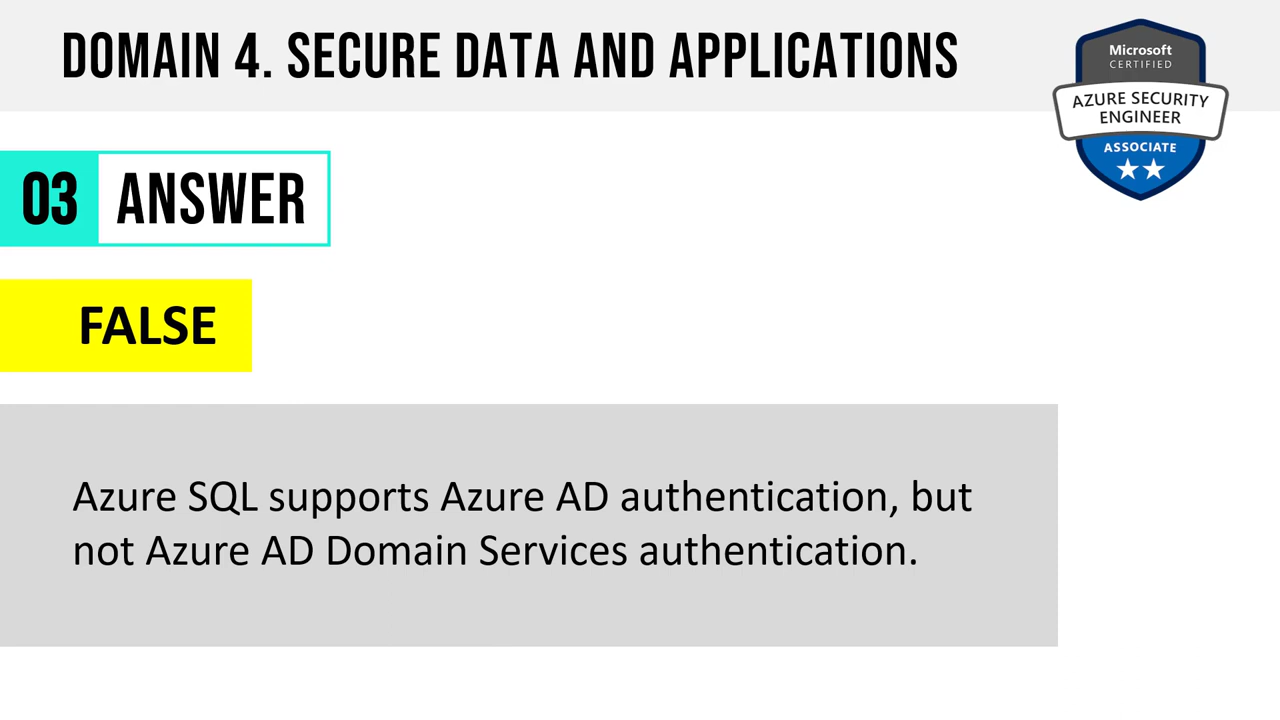 DOMAIN 4. SECURE DATA AND APPLICATIONS
Microsoft
CERTIFIED
AZURE SECURITY
ENGINEER
ASSOCIATE
03 ANSWER
FALSE
Azure SQL supports Azure AD authentication, but
not Azure AD Domain Services authentication.